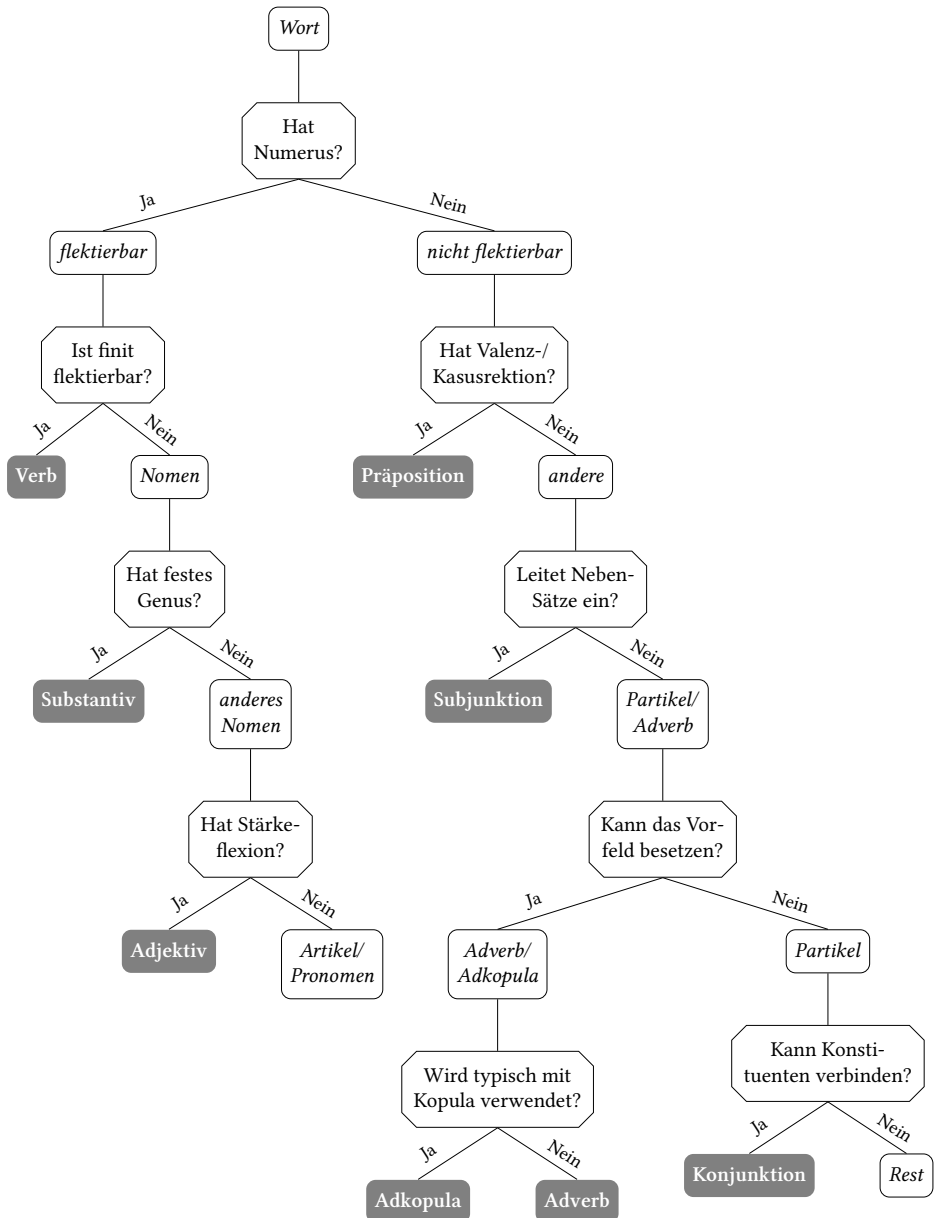 Wort
Hat
Numerus?
Ja
Nein
flektierbar
nicht flektierbar
Ist finit
flektierbar?
Hat Valenz-/
Kasusrektion?
Ja
Nein
Ja
Nein
Verb
Nomen
Präposition
andere
Hat festes
Genus?
Leitet Neben-
Sätze ein?
Ja
Nein
Ja
Nein
Substantiv
anderes
Nomen
Subjunktion
Partikel/
Adverb
Hat Stärke-
flexion?
Kann das Vor-
feld besetzen?
Ja
Nein
Ja
Nein
Adjektiv
Artikel/
Pronomen
Adverb/
Adkopula
Partikel
Wird typisch mit
Kopula verwendet?
Kann Konsti-
tuenten verbinden?
Ja
Nein
Ja
Nein
Adkopula
Adverb
Konjunktion
Rest